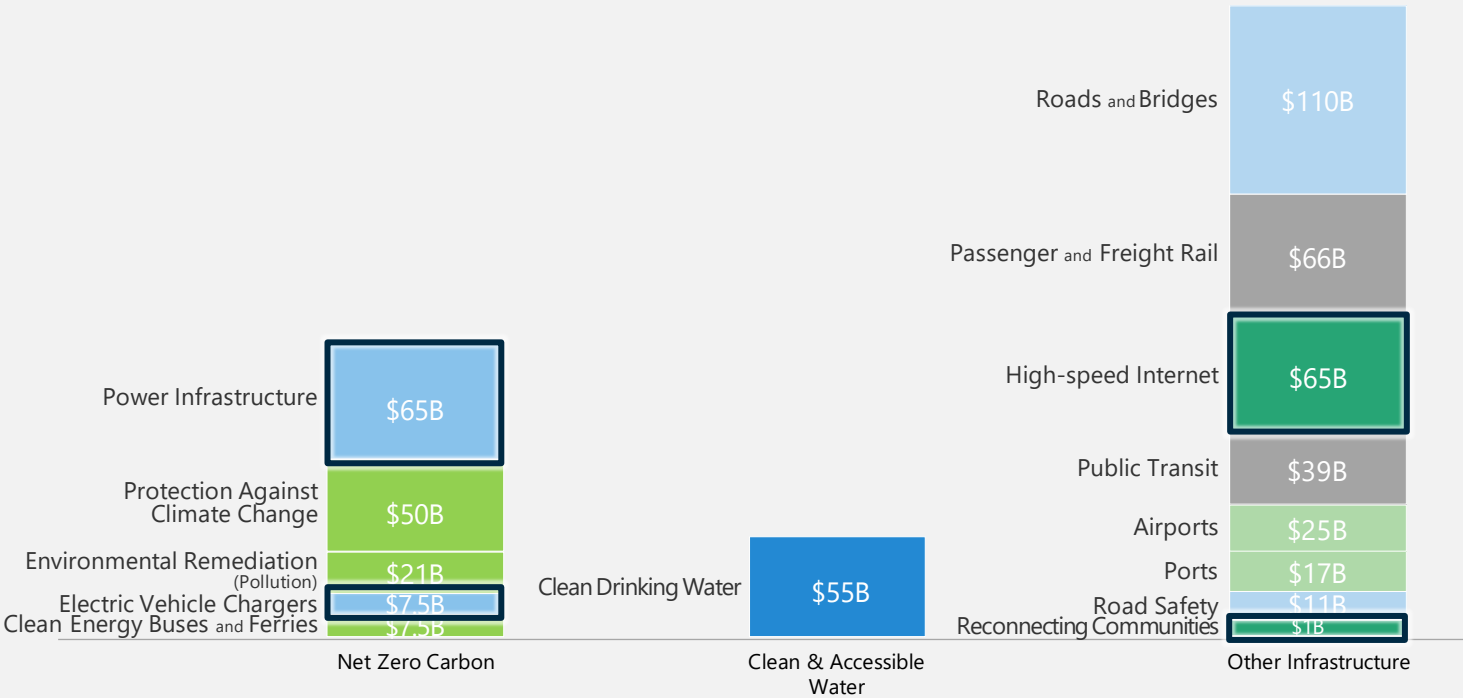 Roads and Bridges
$110B
Passenger and Freight Rail
$66B
High-speed Internet
$65B
Public Transit
$39B
Airports
$25B
Ports
$17B
Road Safety
$11B
Reconnecting Communities
$1B
Other Infrastructure
Power Infrastructure
$65B
Protection Against
Climate Change
$50B
Environmental Remediation
(Pollution)
$21B
Electric Vehicle Chargers
$7.5B
Clean Energy Buses and Ferries
$7.5B
Net Zero Carbon
Clean Drinking Water
$55B
Clean & Accessible
Water